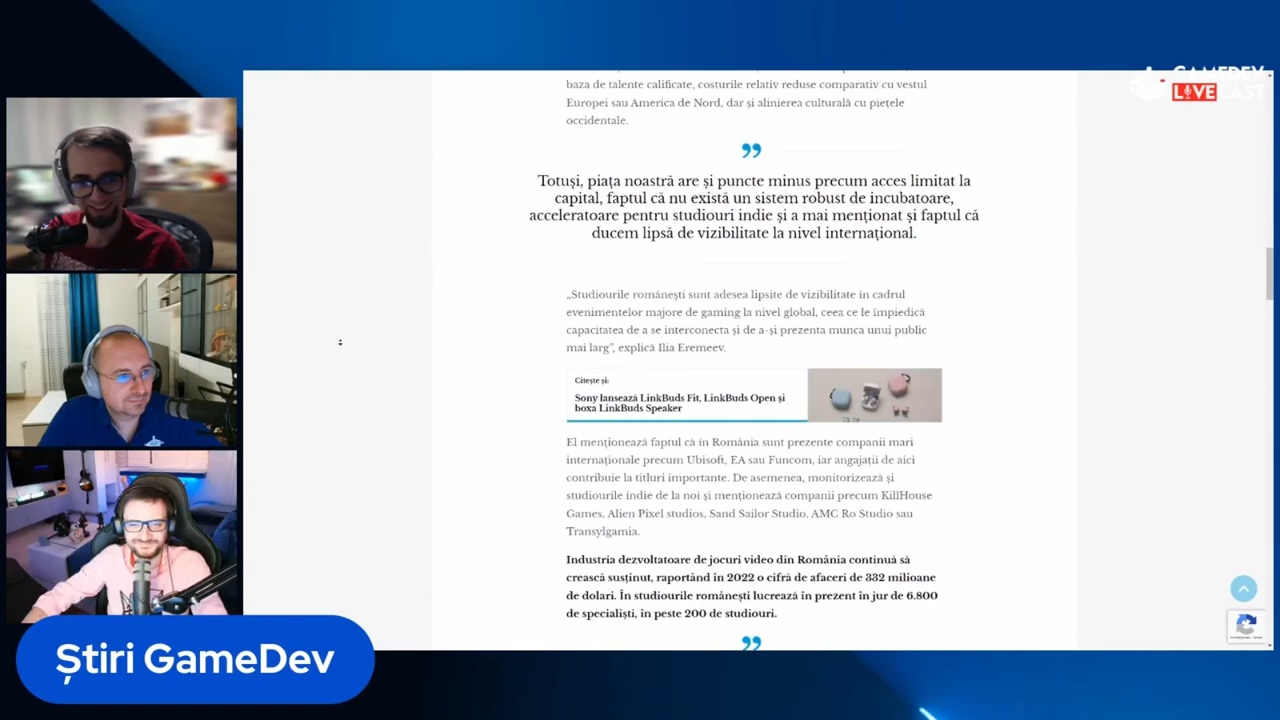 GAMEDEV
LIVECAST
baza de talente calificate, costurile relativ reduse comparativ cu vestul
Europei sau America de Nord, dar și alinierea culturală cu piețele
occidentale.
”
Totuși, piața noastră are și puncte minus precum acces limitat la
capital, faptul că nu există un sistem robust de incubatoare,
acceleratoare pentru studiouri indie și a mai menționat și faptul că
ducem lipsă de vizibilitate la nivel internațional.
„Studiourile românești sunt adesea lipsite de vizibilitate în cadrul
evenimentelor majore de gaming la nivel global, ceea ce le împiedică
capacitatea de a se interconecta și de a-și prezenta munca unui public
mai larg”, explică Ilia Eremeev.
Citește și:
Sony lansează LinkBuds Fit, LinkBuds Open și
boxa LinkBuds Speaker
El menționează faptul că în România sunt prezente companii mari
internaționale precum Ubisoft, EA sau Funcom, iar angajații de aici
contribuie la titluri importante. De asemenea, monitorizează și
studiourile indie de la noi și menționează companii precum KillHouse
Games, Alien Pixel studios, Sand Sailor Studio, AMC Ro Studio sau
Transylgamia.
Industria dezvoltatoare de jocuri video din România continuă să
crească susținut, raportând în 2022 o cifră de afaceri de 332 milioane
de dolari. În studiourile românești lucrează în prezent în jur de 6.800
de specialiști, în peste 200 de studiouri.
”
Știri GameDev